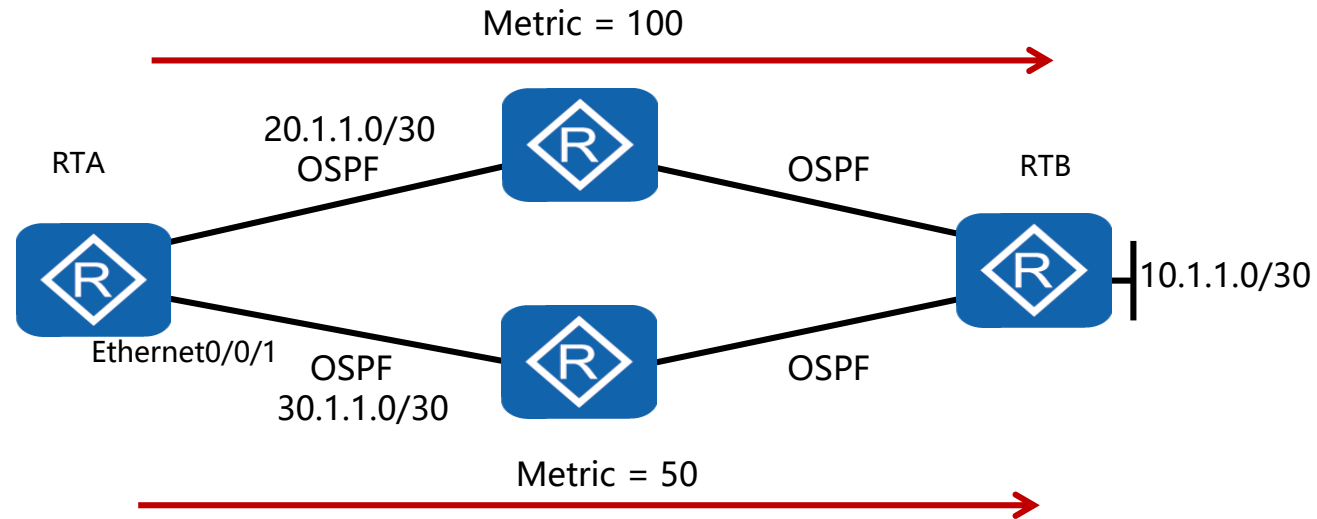 Metric = 100
20.1.1.0/30
RTA
OSPF
OSPF
RTB
R
R
R
10.1.1.0/30
Ethernet0/0/1
R
OSPF
OSPF
30.1.1.0/30
Metric = 50